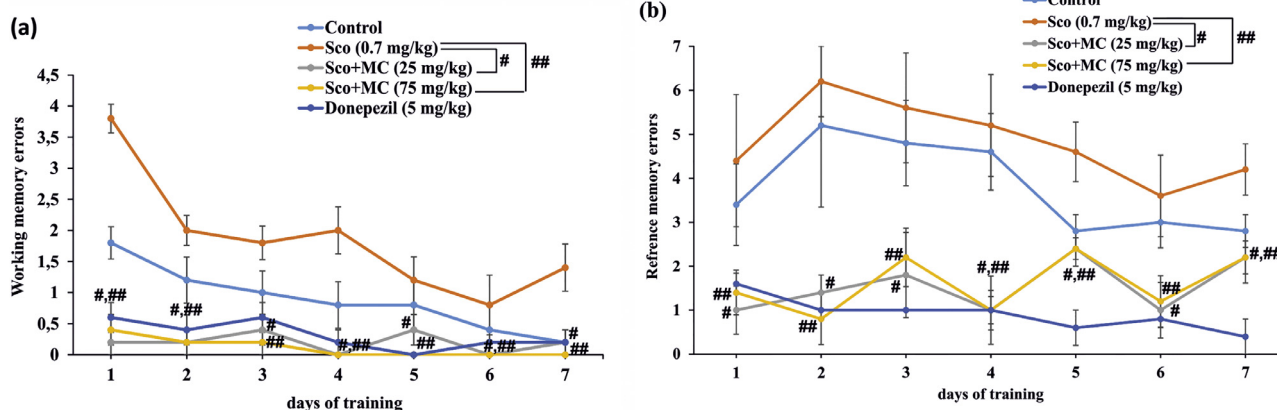 (a)
Control
Sco (0.7 mg/kg)
Sco+MC (25 mg/kg)
Sco+MC (75 mg/kg)
Donepezil (5 mg/kg)
#
##
Working memory errors
4,5
4
3,5
3
2,5
2
1,5
1
0,5
0
#,##
#,##
#
##
#,##
#
##
#,##
#
##
1 2 3 4 5 6 7
days of training
(b)
Control
Sco (0.7 mg/kg)
Sco+MC (25 mg/kg)
Sco+MC (75 mg/kg)
Donepezil (5 mg/kg)
#
##
Refrence memory errors
7
6
5
4
3
2
1
0
##
#
#
##
##
#
#,##
#,##
##
#
#,##
1 2 3 4 5 6 7
days of training